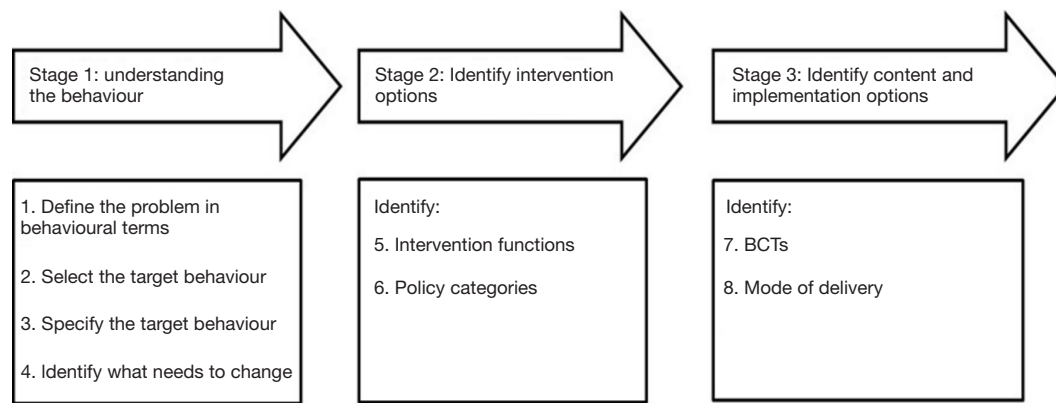 Stage 1: understanding
the behaviour
Stage 2: Identify intervention
options
Stage 3: Identify content and
implementation options
1. Define the problem in
behavioural terms
2. Select the target behaviour
3. Specify the target behaviour
4. Identify what needs to change
Identify:
5. Intervention functions
6. Policy categories
Identify:
7. BCTs
8. Mode of delivery